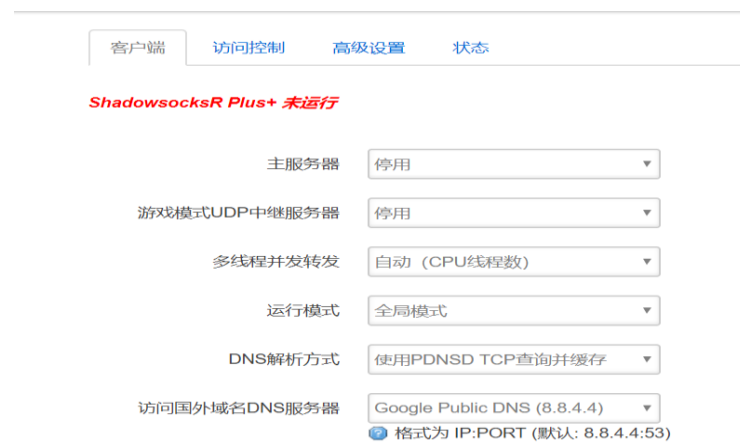 客户端 访问控制 高级设置 状态
ShadowsocksR Plus+ 未运行
主服务器 停用
游戏模式UDP中继服务器 停用
多线程并发转发 自动（CPU线程数）
运行模式 全局模式
DNS解析方式 使用PDNSD TCP查询并缓存
访问国外域名DNS服务器 Google Public DNS (8.8.4.4)
格式为 IP:PORT (默认: 8.8.4.4:53)